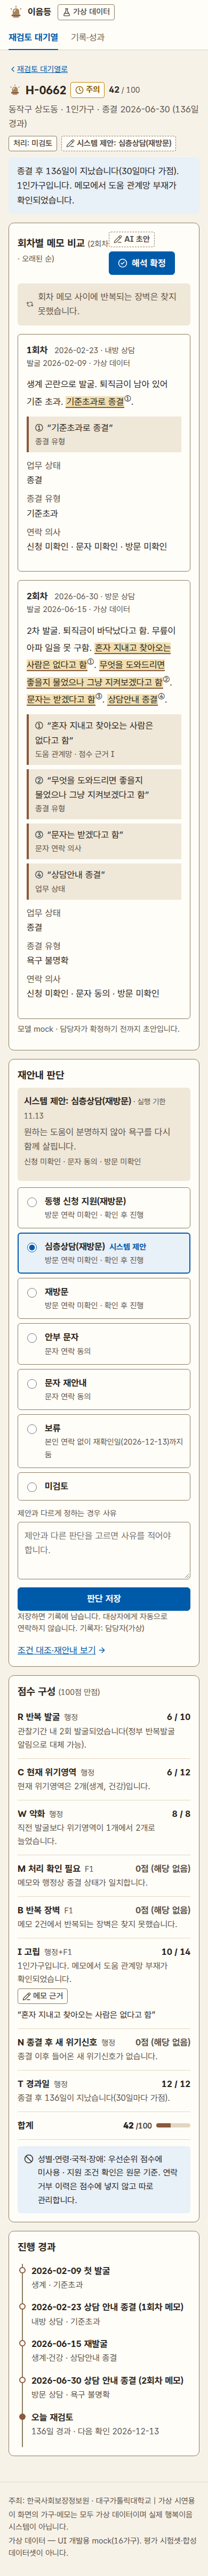 이음등 가상 데이터
재안내 대기열 기록·성과
재안내 대기열로
H-0662 주의 42 / 100
동작구 상도동 · 1인가구 · 종결 2026-06-30 (136일
경과)
처리: 미검토 시스템 제안: 심층상담(재방문)
종결 후 136일이 지났습니다(30일마다 가점).
1인가구입니다. 메모에서 도움 관계망 부재가
확인되었습니다.
회차별 메모 비교 (2회차
· 오래된 순)
AI 초안
해석 확정
회차 메모 사이에 반복되는 장벽은 찾지
못했습니다.
1회차 2026-02-23 · 내방 상담
발굴 2026-02-09 · 가상 데이터
생계 곤란으로 발굴. 퇴직금이 남아 있어
기준 초과. 기준초과로 종결①.
① “기준초과로 종결”
종결 유형
업무 상태
종결
종결 유형
기준초과
연락 의사
신청 미확인 · 문자 미확인 · 방문 미확인
2회차 2026-06-30 · 방문 상담
발굴 2026-06-15 · 가상 데이터
2차 발굴. 퇴직금이 바닥났다고 함. 무릎이
아파 일을 못 구함. 혼자 지내고 찾아오는
사람은 없다고 함①. 무엇을 도와드리면
좋을지 물었으나 그냥 지켜보겠다고 함②.
문자는 받겠다고 함③. 상담안내 종결④.
① “혼자 지내고 찾아오는 사람은
없다고 함”
도움 관계망 · 점수 근거 I
② “무엇을 도와드리면 좋을지
물었으나 그냥 지켜보겠다고 함”
종결 유형
③ “문자는 받겠다고 함”
문자 연락 의사
④ “상담안내 종결”
업무 상태
업무 상태
종결
종결 유형
욕구 불명확
연락 의사
신청 미확인 · 문자 동의 · 방문 미확인
모델 mock · 담당자가 확정하기 전까지 초안입니다.
재안내 판단
시스템 제안: 심층상담(재방문) · 실행 기한
11.13
원하는 도움이 분명하지 않아 욕구를 다시
함께 살핍니다.
신청 미확인 · 문자 동의 · 방문 미확인
동행 신청 지원(재방문)
방문 연락 미확인 · 확인 후 진행
심층상담(재방문) 시스템 제안
방문 연락 미확인 · 확인 후 진행
재방문
방문 연락 미확인 · 확인 후 진행
안부 문자
문자 연락 동의
문자 재안내
문자 연락 동의
보류
본인 연락 없이 재확인일(2026-12-13)까지
둠
미검토
제안과 다르게 정하는 경우 사유
제안과 다른 판단을 고르면 사유를 적어야
합니다.
판단 저장
저장하면 기록에 남습니다. 대상자에게 자동으로
연락하지 않습니다. 기록자: 담당자(가상)
조건 대조·재안내 보기 →
점수 구성 (100점 만점)
R 반복 발굴 행정 6 / 10
관찰기간 내 2회 발굴되었습니다(정부 반복발굴
알림으로 대체 가능).
C 현재 위기영역 행정 6 / 12
현재 위기영역은 2개(생계, 건강)입니다.
W 악화 행정 8 / 8
직전 발굴보다 위기영역이 1개에서 2개로
늘었습니다.
M 처리 확인 필요 F1 0점 (해당 없음)
메모와 행정상 종결 상태가 일치합니다.
B 반복 장벽 F1 0점 (해당 없음)
메모 2건에서 반복되는 장벽은 찾지 못했습니다.
I 고립 행정+F1 10 / 14
1인가구입니다. 메모에서 도움 관계망 부재가
확인되었습니다.
메모 근거
“혼자 지내고 찾아오는 사람은 없다고 함”
N 종결 후 새 위기신호 행정 0점 (해당 없음)
종결 이후 들어온 새 위기신호가 없습니다.
T 경과일 행정 12 / 12
종결 후 136일이 지났습니다(30일마다 가점).
합계 42 /100
성별·연령·국적·장애: 우선순위 점수에
미사용 · 지원 조건 확인은 원문 기준. 연락
거부 이력은 점수에 넣지 않고 따로
관리합니다.
진행 경과
2026-02-09 첫 발굴
생계 · 기준초과
2026-02-23 상담 안내 종결 (1회차 메모)
내방 상담 · 기준초과
2026-06-15 재발굴
생계·건강 · 상담안내 종결
2026-06-30 상담 안내 종결 (2회차 메모)
방문 상담 · 욕구 불명확
오늘 재검토
136일 경과 · 다음 확인 2026-12-13
주최: 한국사회보장정보원 · 대구가톨릭대학교 | 가상 시연용
이 화면의 가구·메모는 모두 가상 데이터이며 실제 행복이음
시스템이 아닙니다.
가상 데이터 — UI 개발용 mock(16가구). 평가 시험셋·합성
데이터셋이 아니다.